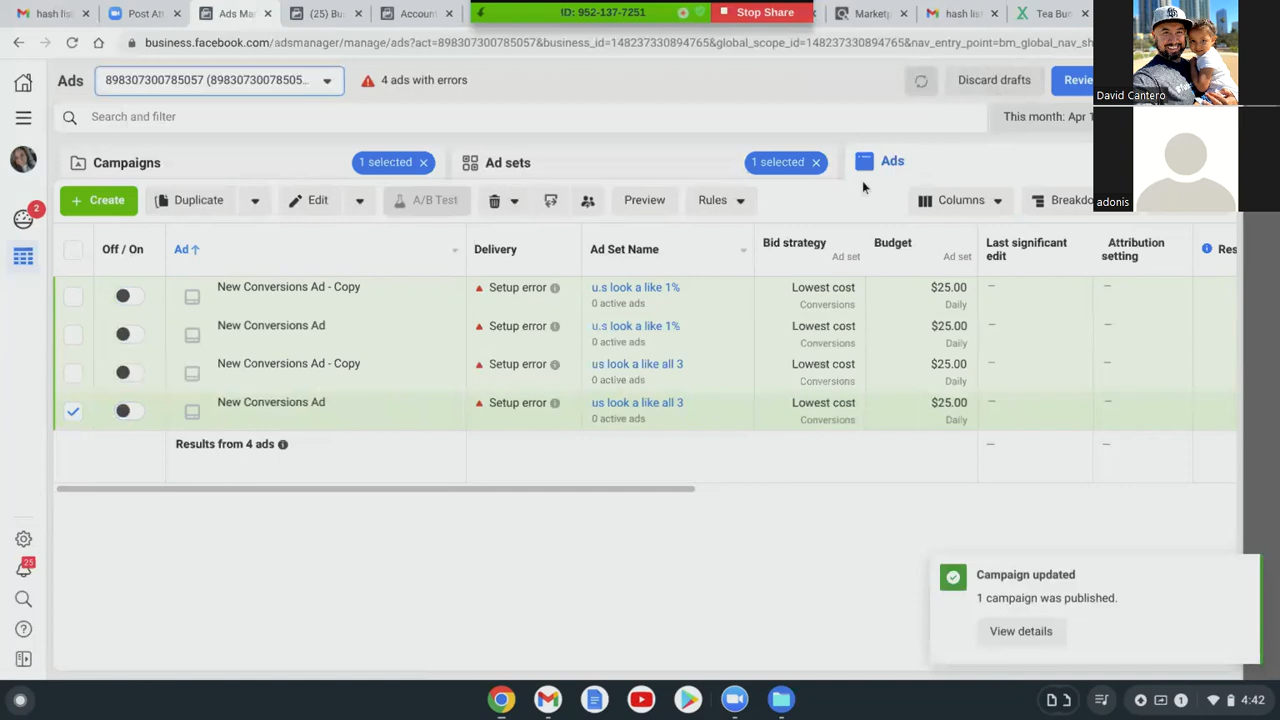 hash list
Post Att
Ads Ma
(25) Bu
Account
ID: 952-137-7251
Stop Share
Marketp
hash list
Tea Bun
business.facebook.com/adsmanager/manage/ads?act=898307300785057&business_id=148237330894765&global_scope_id=148237330894765&nav_entry_point=bm_global_nav_sh
David Cantero
adonis
Ads
898307300785057 (89830730078505...
4 ads with errors
Discard drafts
Revie
Search and filter
This month: Apr 1
Campaigns
1 selected
Ad sets
1 selected
Ads
+ Create
Duplicate
Edit
A/B Test
Preview
Rules
Columns
Breakdo
Off / On
Ad
Delivery
Ad Set Name
Bid strategy
Ad set
Budget
Ad set
Last significant edit
Attribution setting
Res
New Conversions Ad - Copy
Setup error
u.s look a like 1%
0 active ads
Lowest cost
Conversions
$25.00
Daily
—
—
New Conversions Ad
Setup error
u.s look a like 1%
0 active ads
Lowest cost
Conversions
$25.00
Daily
—
—
New Conversions Ad - Copy
Setup error
us look a like all 3
0 active ads
Lowest cost
Conversions
$25.00
Daily
—
—
New Conversions Ad
Setup error
us look a like all 3
0 active ads
Lowest cost
Conversions
$25.00
Daily
—
—
Results from 4 ads
—
—
2
25
Campaign updated
1 campaign was published.
View details
1
4:42